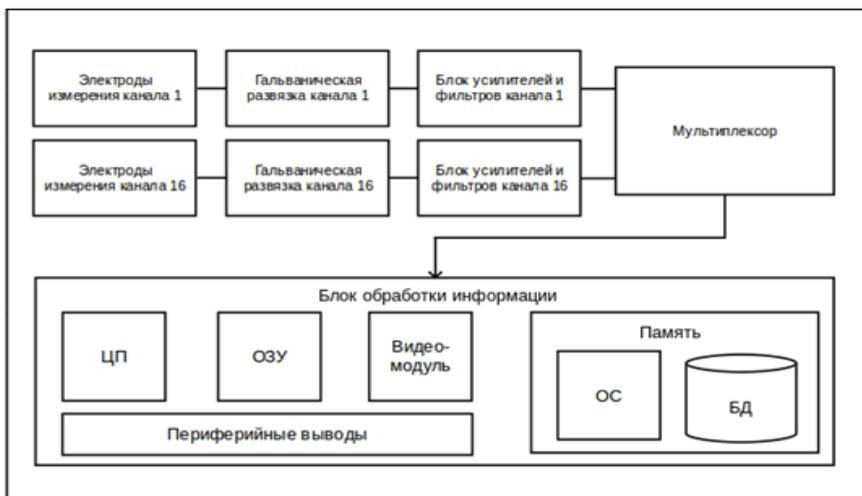 Электроды
измерения канала 1
Гальваническая
развязка канала 1
Блок усилителей и
фильтров канала 1
Мультиплексор
Электроды
измерения канала 16
Гальваническая
развязка канала 16
Блок усилителей и
фильтров канала 16
Блок обработки информации
ЦП
ОЗУ
Видео-
модуль
Память
ОС
БД
Периферийные выводы